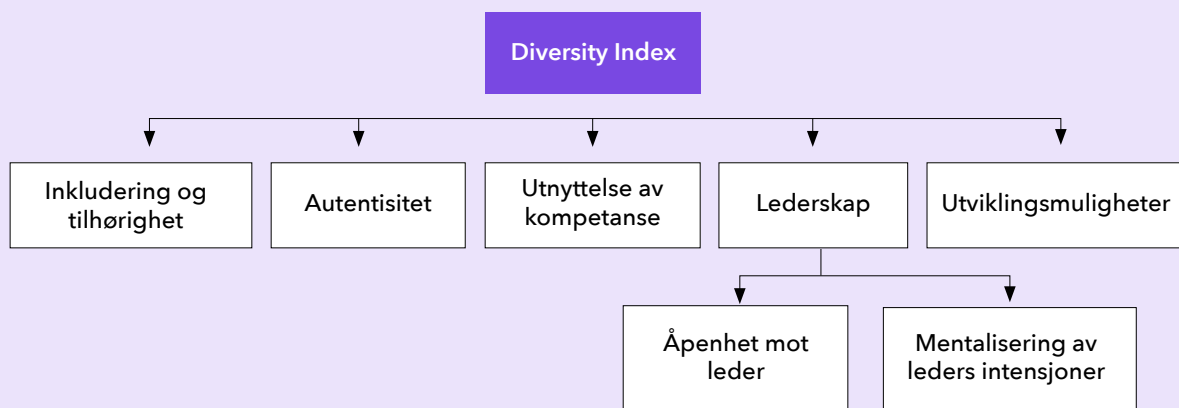 Diversity Index
Inkludering og
tilhørighet
Autentisitet
Utnyttelse av
kompetanse
Lederskap
Utviklingsmuligheter
Åpenhet mot
leder
Mentalisering av
leders intensjoner